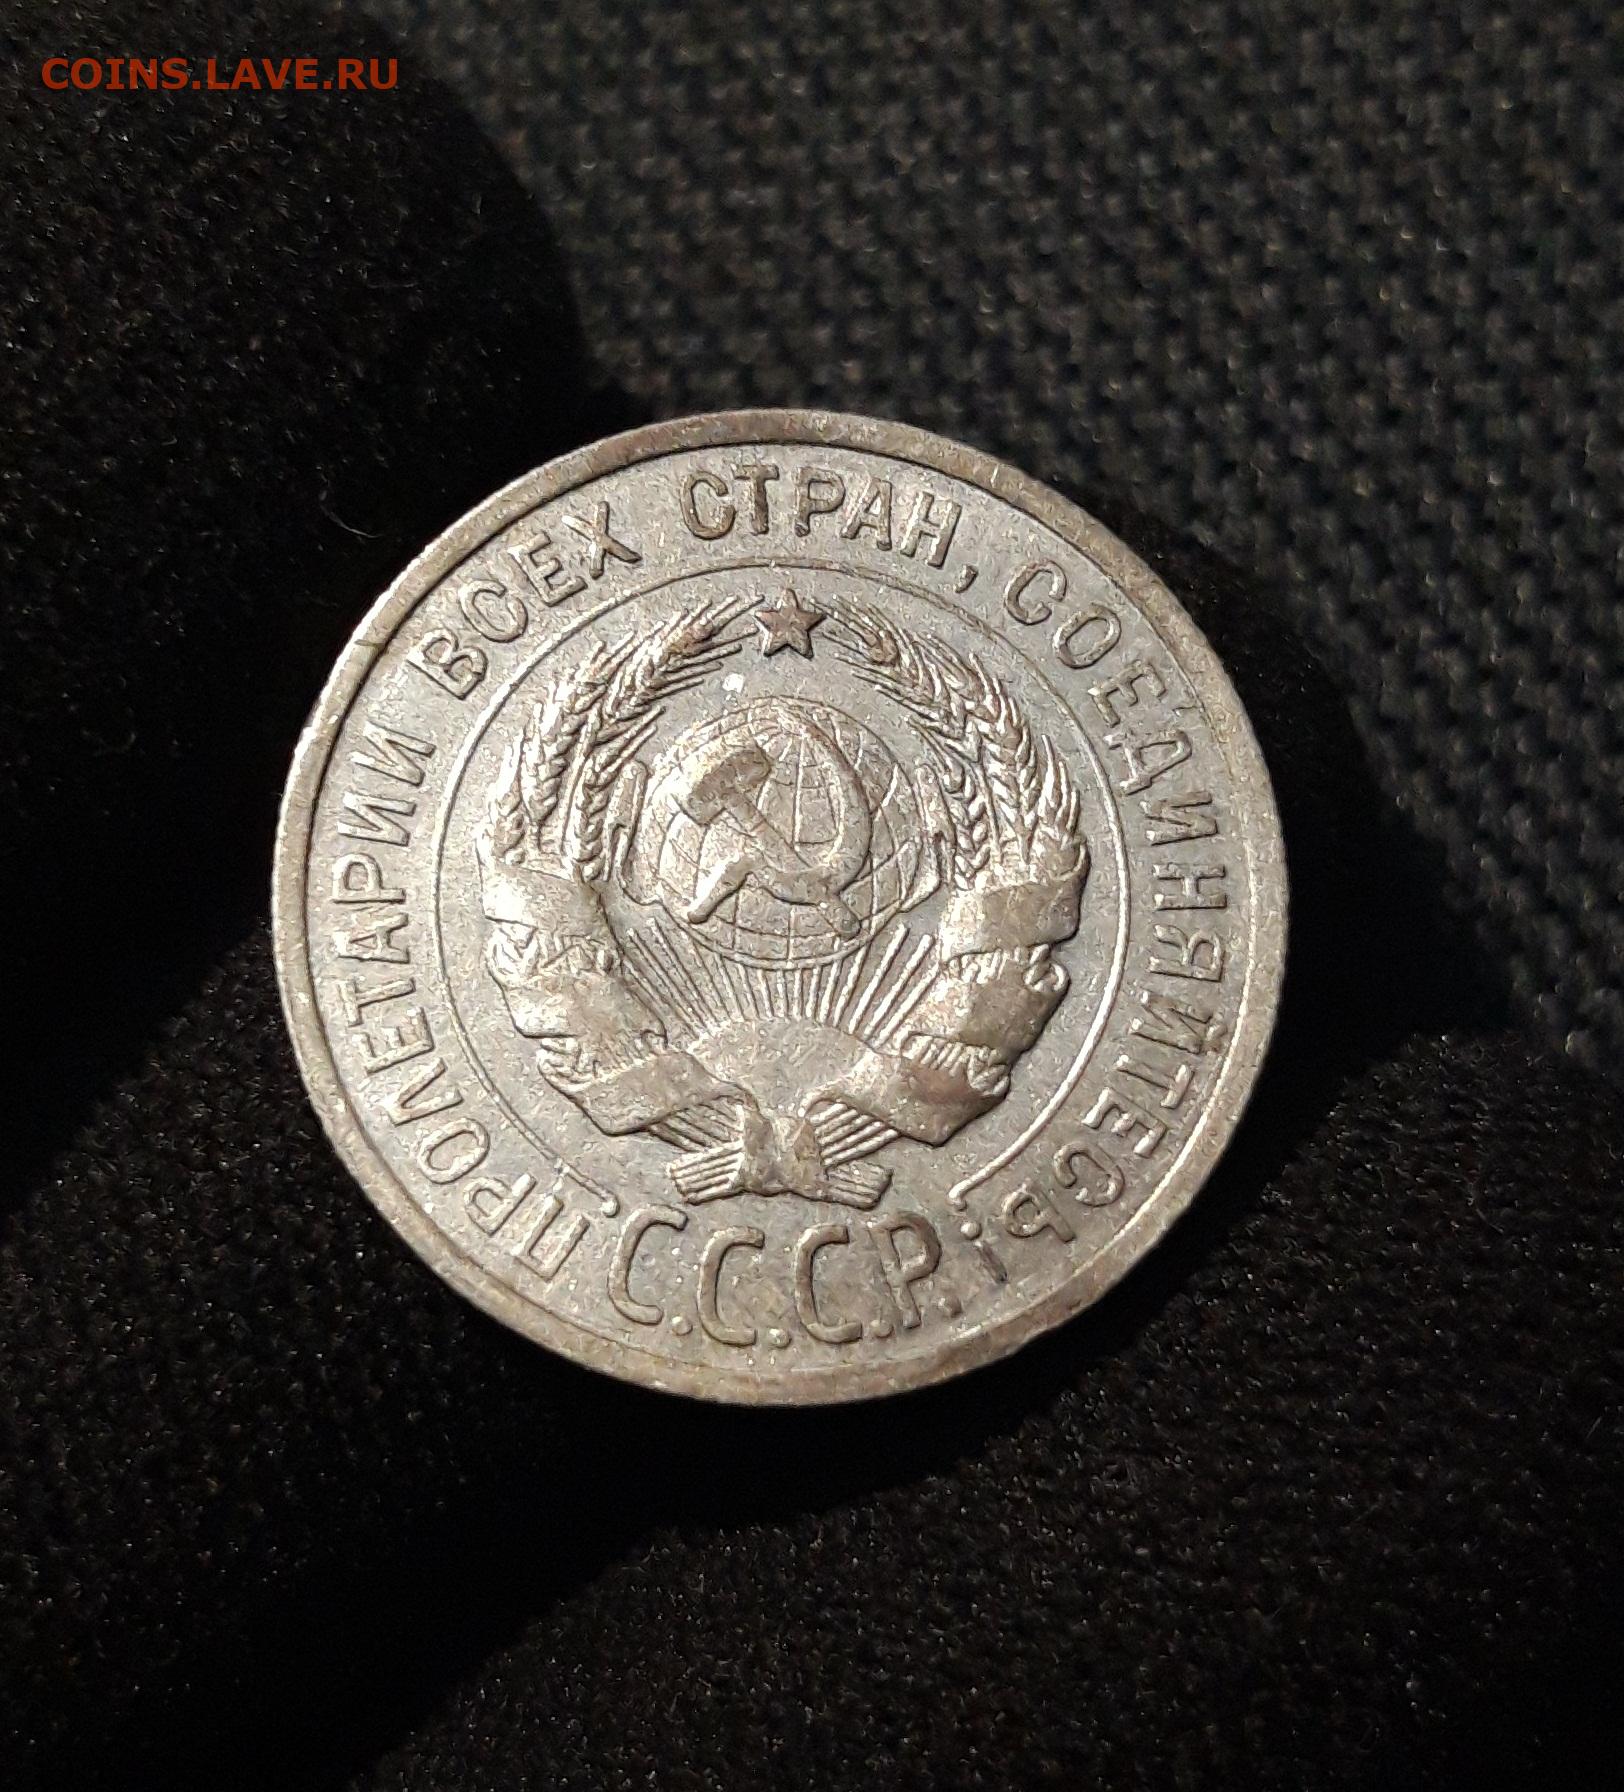 COINS.LAVE.RU
ПРОЛЕТАРИИ ВСЕХ СТРАН, СОЕДИНЯЙТЕСЬ!
С.С.С.Р.